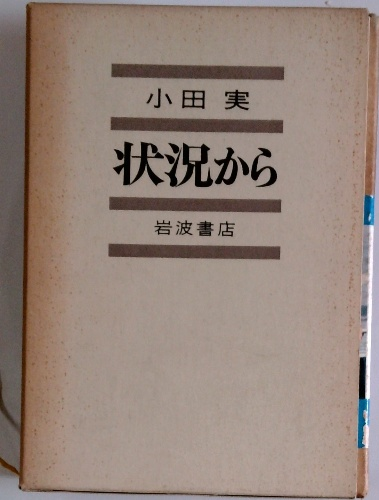 小田 実
状況から
岩波書店